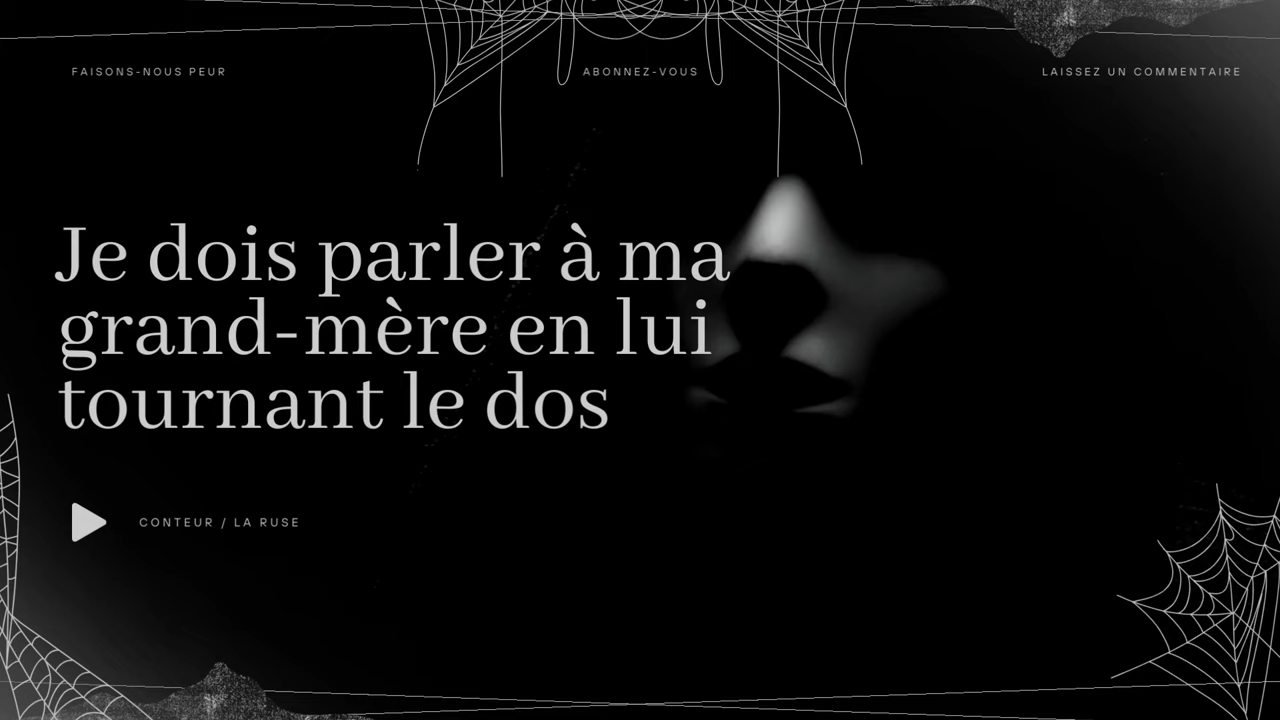 FAISONS-NOUS PEUR
ABONNEZ-VOUS
LAISSEZ UN COMMENTAIRE
Je dois parler à ma
grand-mère en lui
tournant le dos
CONTEUR / LA RUSE